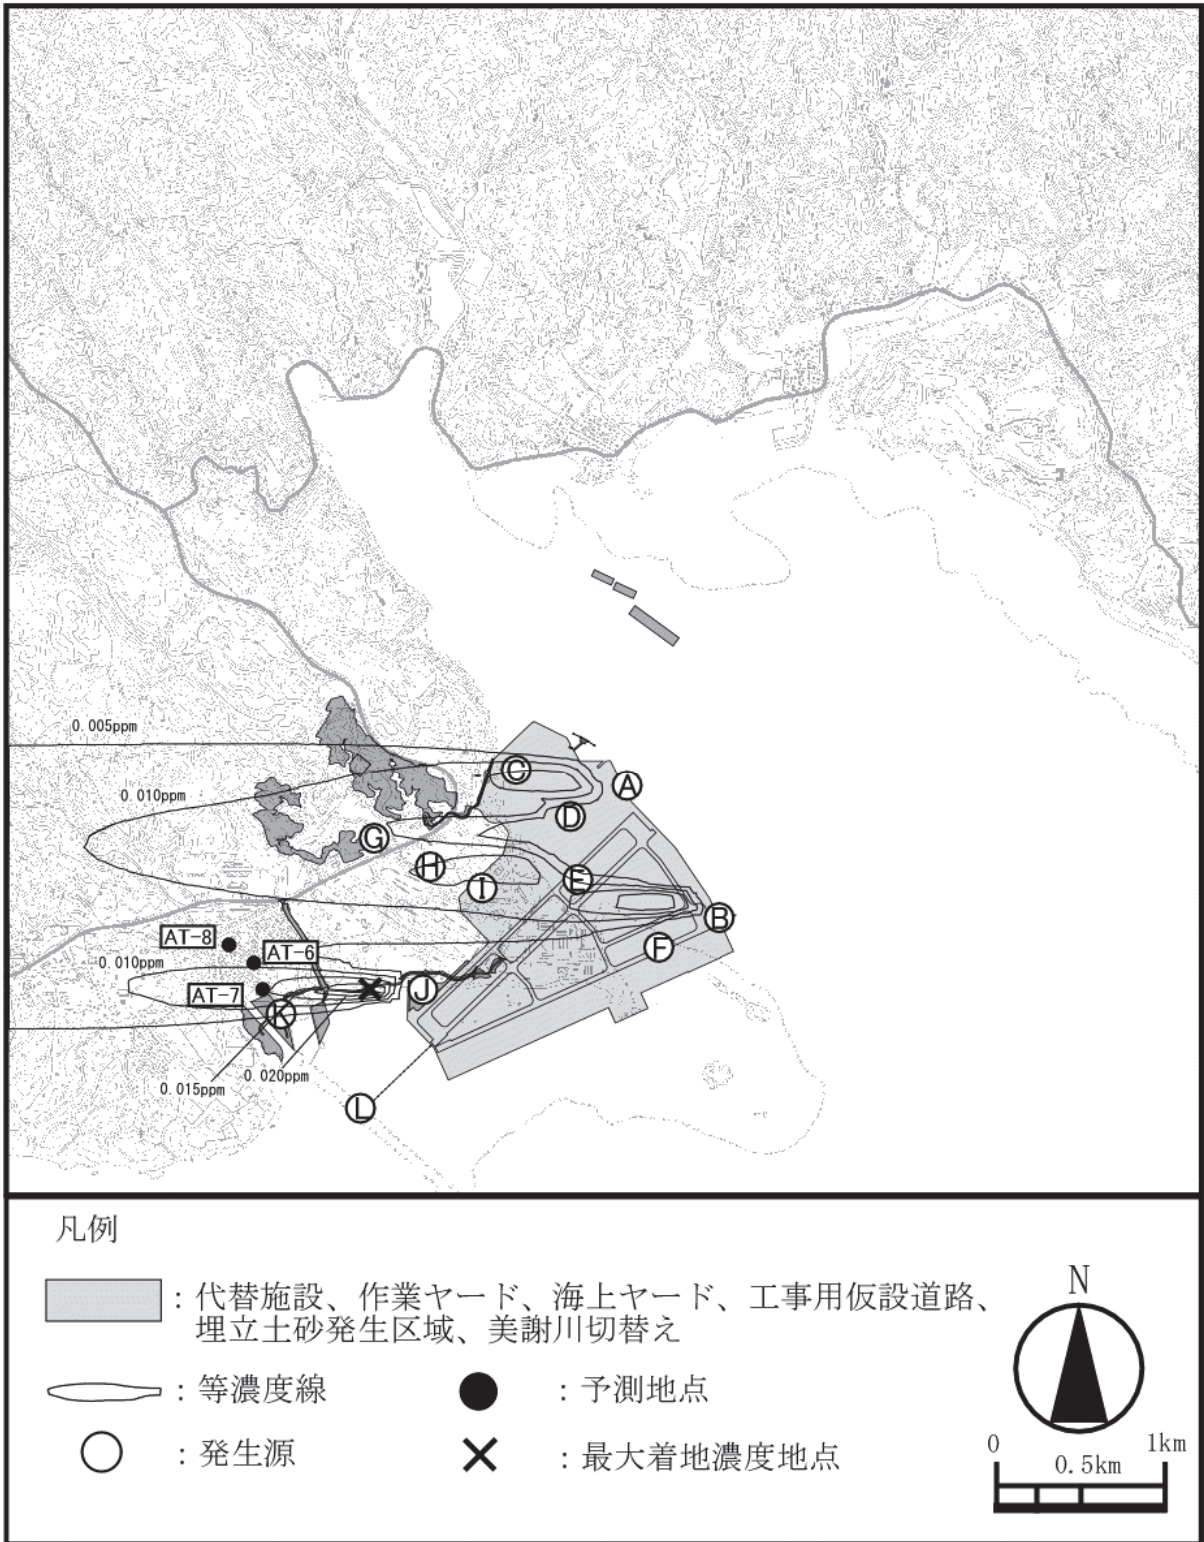 0.005ppm
0.010ppm
C
A
D
G
H
I
E
B
F
AT-8
AT-6
0.010ppm
AT-7
J
K
0.015ppm
0.020ppm
L
凡例
：代替施設、作業ヤード、海上ヤード、工事用仮設道路、
埋立土砂発生区域、美謝川切替え
：等濃度線
：予測地点
：発生源
：最大着地濃度地点
N
0
1km
0.5km